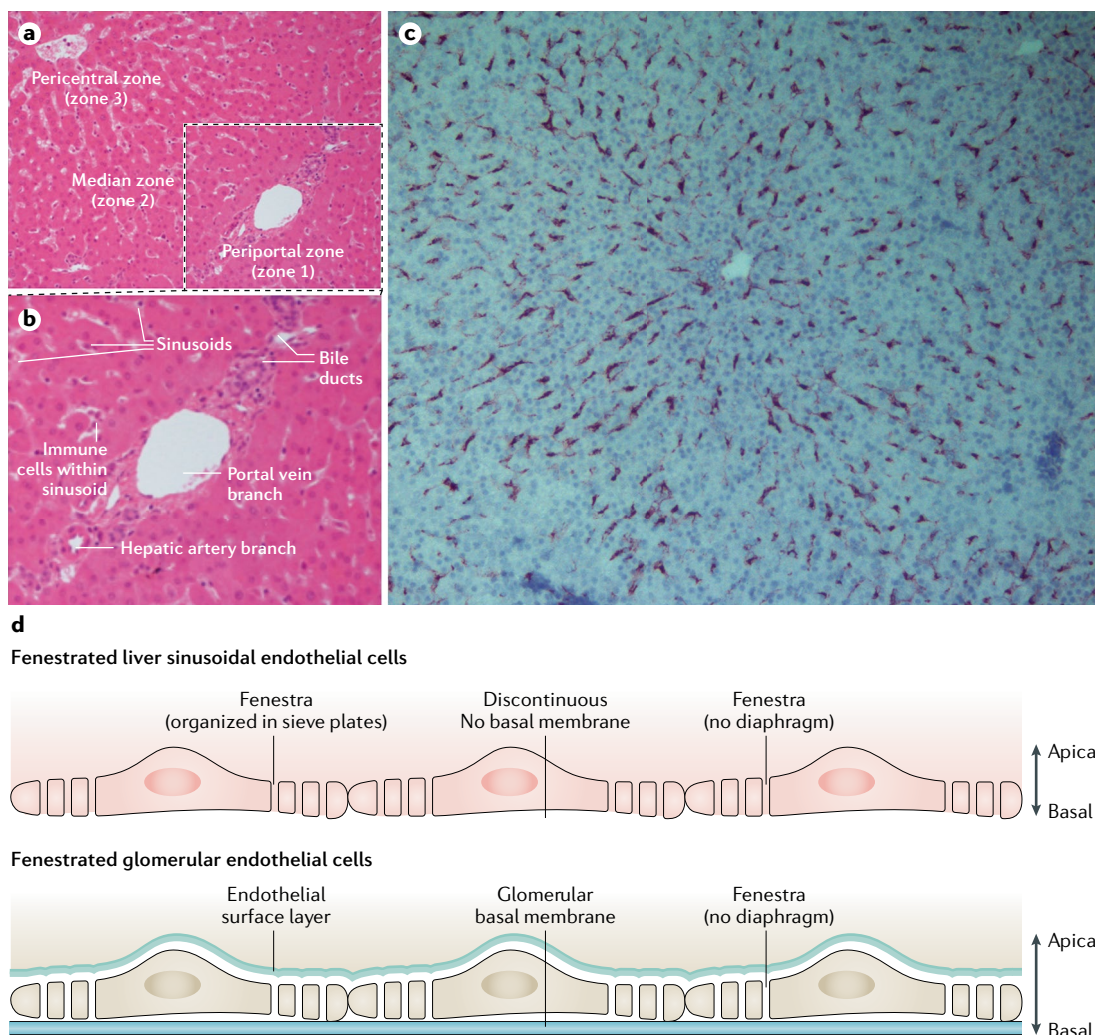 a
Pericentral zone
(zone 3)
Median zone
(zone 2)
Periportal zone
(zone 1)
b
Sinusoids
Bile
ducts
Immune
cells within
sinusoid
Portal vein
branch
Hepatic artery branch
c
d
Fenestrated liver sinusoidal endothelial cells
Fenestra
(organized in sieve plates)
Discontinuous
No basal membrane
Fenestra
(no diaphragm)
Apica
Basal
Fenestrated glomerular endothelial cells
Endothelial
surface layer
Glomerular
basal membrane
Fenestra
(no diaphragm)
Apica
Basal